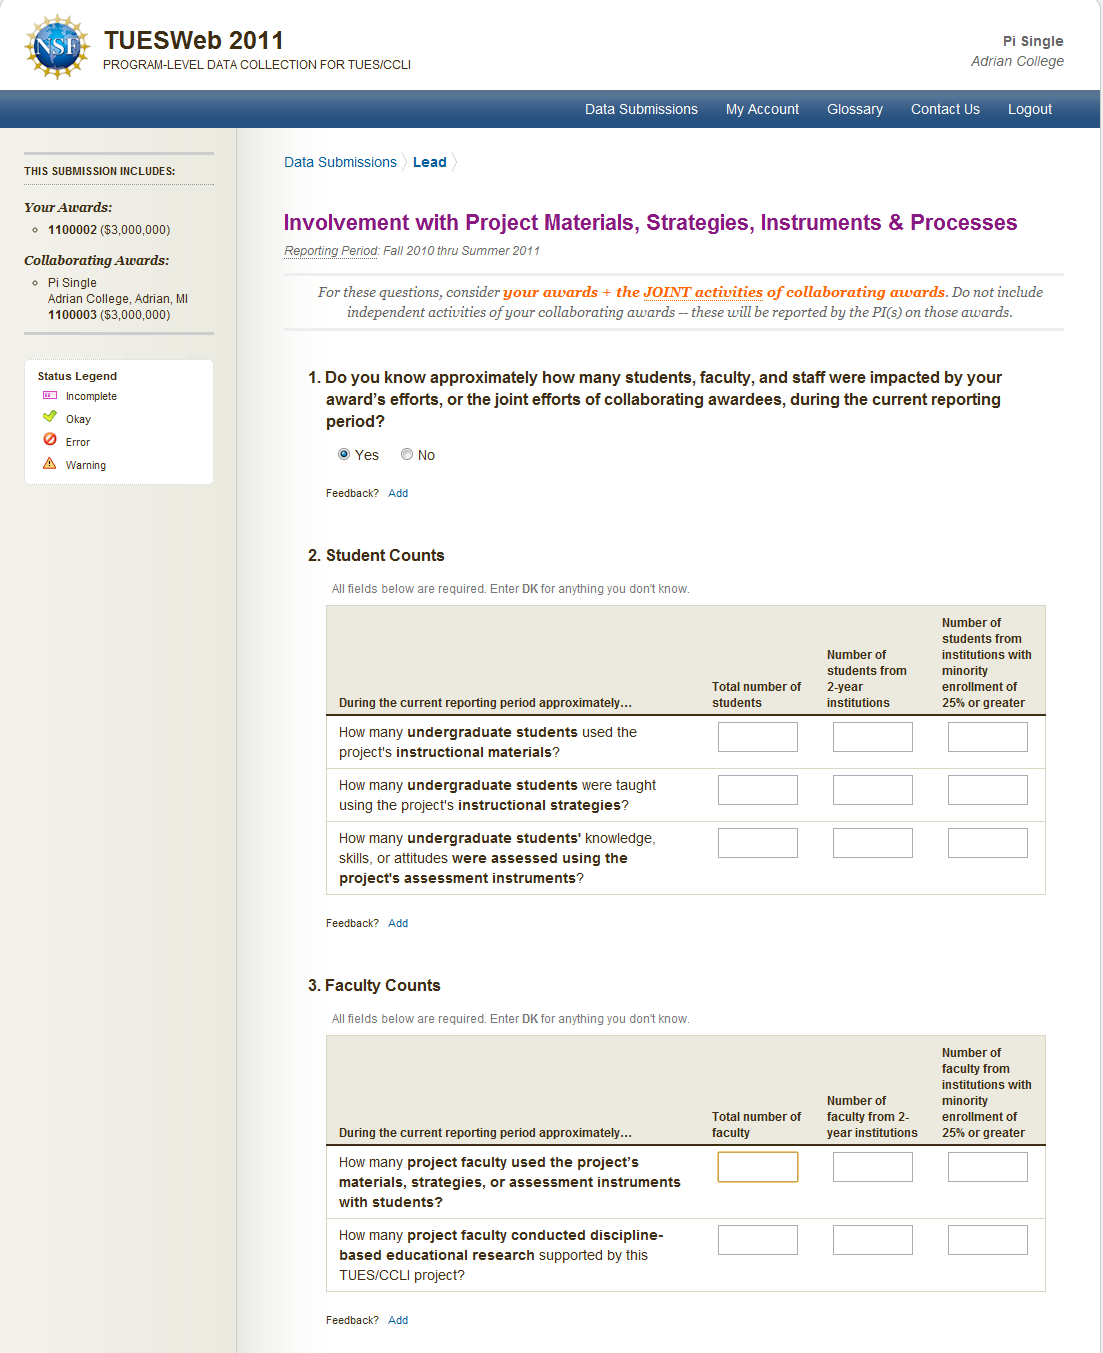 NSF
TUESWeb 2011
PROGRAM-LEVEL DATA COLLECTION FOR TUES/CCLI
Pi Single
Adrian College
Data Submissions My Account Glossary Contact Us Logout
THIS SUBMISSION INCLUDES:
Your Awards:
1100002 ($3,000,000)
Collaborating Awards:
Pi Single
Adrian College, Adrian, MI
1100003 ($3,000,000)
Status Legend
Incomplete
Okay
Error
Warning
Data Submissions Lead
Involvement with Project Materials, Strategies, Instruments & Processes
Reporting Period: Fall 2010 thru Summer 2011
For these questions, consider your awards + the JOINT activities of collaborating awards. Do not include
independent activities of your collaborating awards -- these will be reported by the PI(s) on those awards.
1. Do you know approximately how many students, faculty, and staff were impacted by your
award's efforts, or the joint efforts of collaborating awardees, during the current reporting
period?
Yes No
Feedback? Add
2. Student Counts
All fields below are required. Enter DK for anything you don't know.
During the current reporting period approximately...
Total number of
students
Number of
students from
2-year
institutions
Number of
students from
institutions with
minority
enrollment of
25% or greater
How many undergraduate students used the
project's instructional materials?
How many undergraduate students were taught
using the project's instructional strategies?
How many undergraduate students' knowledge,
skills, or attitudes were assessed using the
project's assessment instruments?
Feedback? Add
3. Faculty Counts
All fields below are required. Enter DK for anything you don't know.
During the current reporting period approximately...
Total number of
faculty
Number of
faculty from 2-
year institutions
Number of
faculty from
institutions with
minority
enrollment of
25% or greater
How many project faculty used the project's
materials, strategies, or assessment instruments
with students?
How many project faculty conducted discipline-
based educational research supported by this
TUES/CCLI project?
Feedback? Add